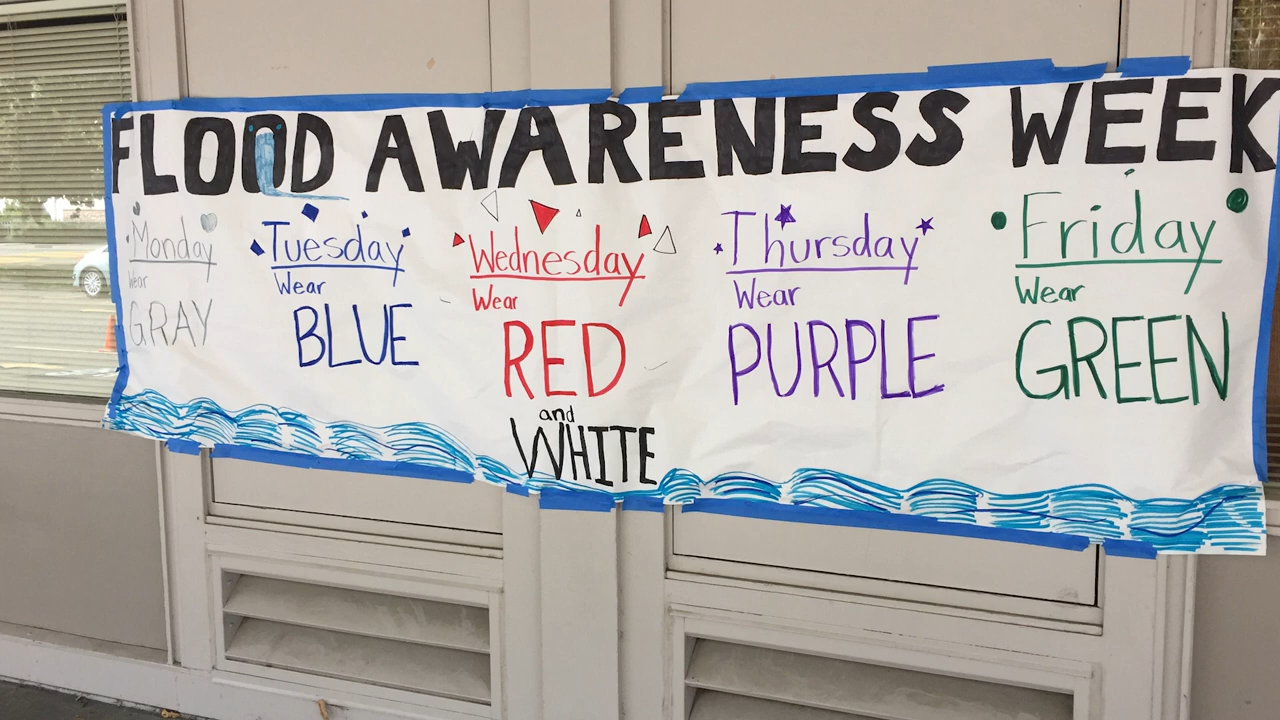 FLOOD AWARENESS WEEK
Monday
Wear
GRAY
Tuesday
Wear
BLUE
Wednesday
Wear
RED
and
WHITE
Thursday
Wear
PURPLE
Friday
Wear
GREEN